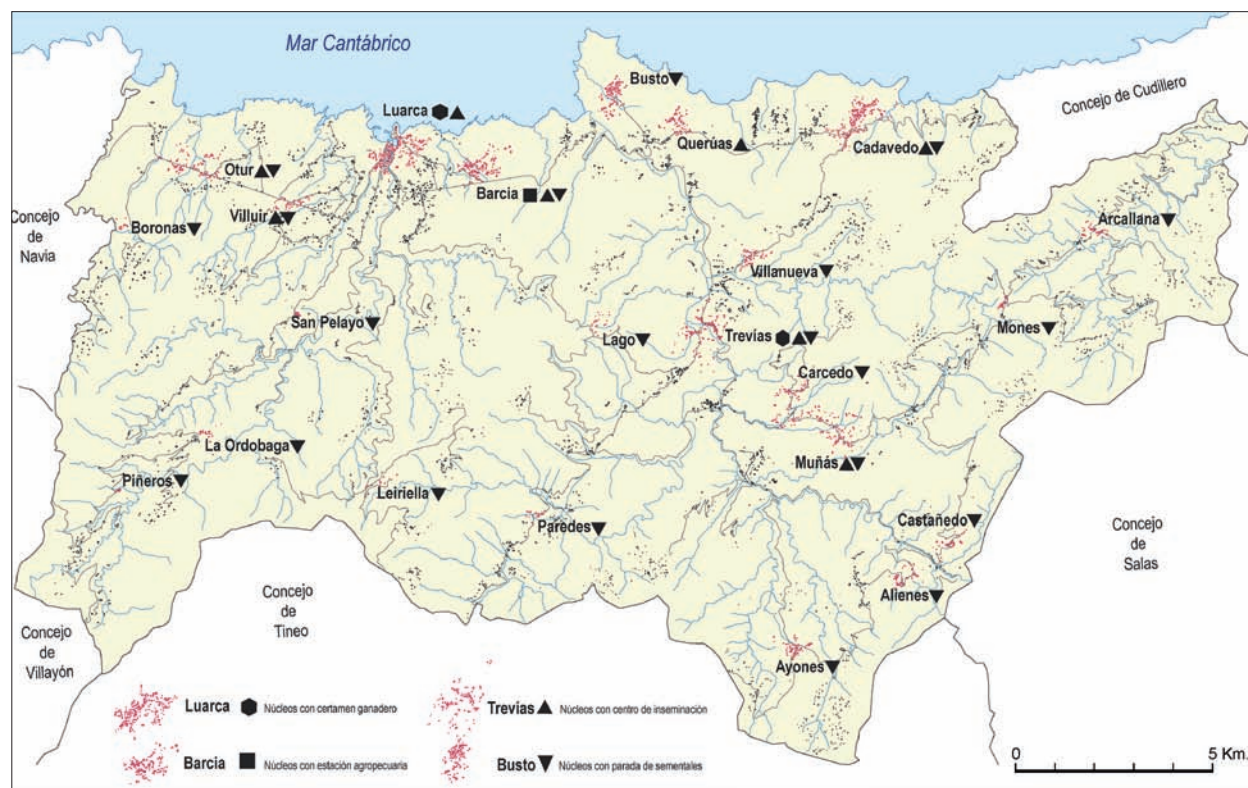 Mar Cantábrico
Busto
Concejo de Cudillero
Luarca
Querúas
Cadavedo
Otur
Barcia
Concejo
de
Navia
Boronas
Villuir
Arcallana
Villanueva
San Pelayo
Lago
Trevías
Mones
Carcedo
La Ordobaga
Muñás
Piñeros
Leiriella
Castañedo
Paredes
Concejo
de
Salas
Alienes
Concejo
de
Tineo
Concejo
de
Villayón
Ayones
Luarca Núcleos con certamen ganadero
Trevías Núcleos con centro de inseminación
Barcia Núcleos con estación agropecuaria
Busto Núcleos con parada de sementales
0 5 Km.